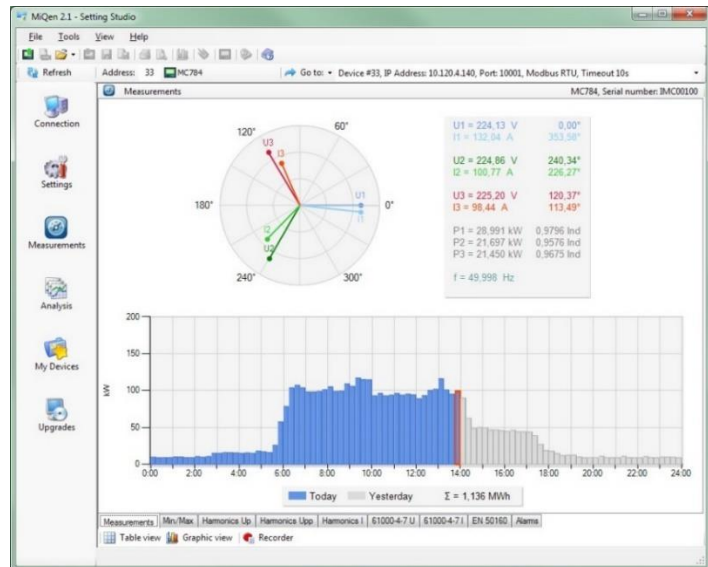 MiQen 2.1 - Setting Studio
File Tools View Help
Refresh Address: 33 MC784 Go to: Device #33, IP Address: 10.120.4.140, Port: 10001, Modbus RTU, Timeout 10s
Measurements MC784, Serial number: IMC00100
Connection
Settings
Measurements
Analysis
My Devices
Upgrades
120° 60°
U3
I3
180° U1 0°
I1
I2
U2
240° 300°
U1 = 224,13 V 0,00°
I1 = 132,04 A 353,58°
U2 = 224,86 V 240,34°
I2 = 100,77 A 226,27°
U3 = 225,20 V 120,37°
I3 = 98,44 A 113,49°
P1 = 28,991 kW 0,9796 Ind
P2 = 21,697 kW 0,9576 Ind
P3 = 21,450 kW 0,9675 Ind
f = 49,998 Hz
200
150
kW
100
50
0
0:00 2:00 4:00 6:00 8:00 10:00 12:00 14:00 16:00 18:00 20:00 22:00 24:00
Today Yesterday Σ = 1,136 MWh
Measurements Min/Max Hamonics Up Hamonics Upp Hamonics I 61000-4-7 U 61000-4-7 I EN 50160 Alarms
Table view Graphic view Recorder